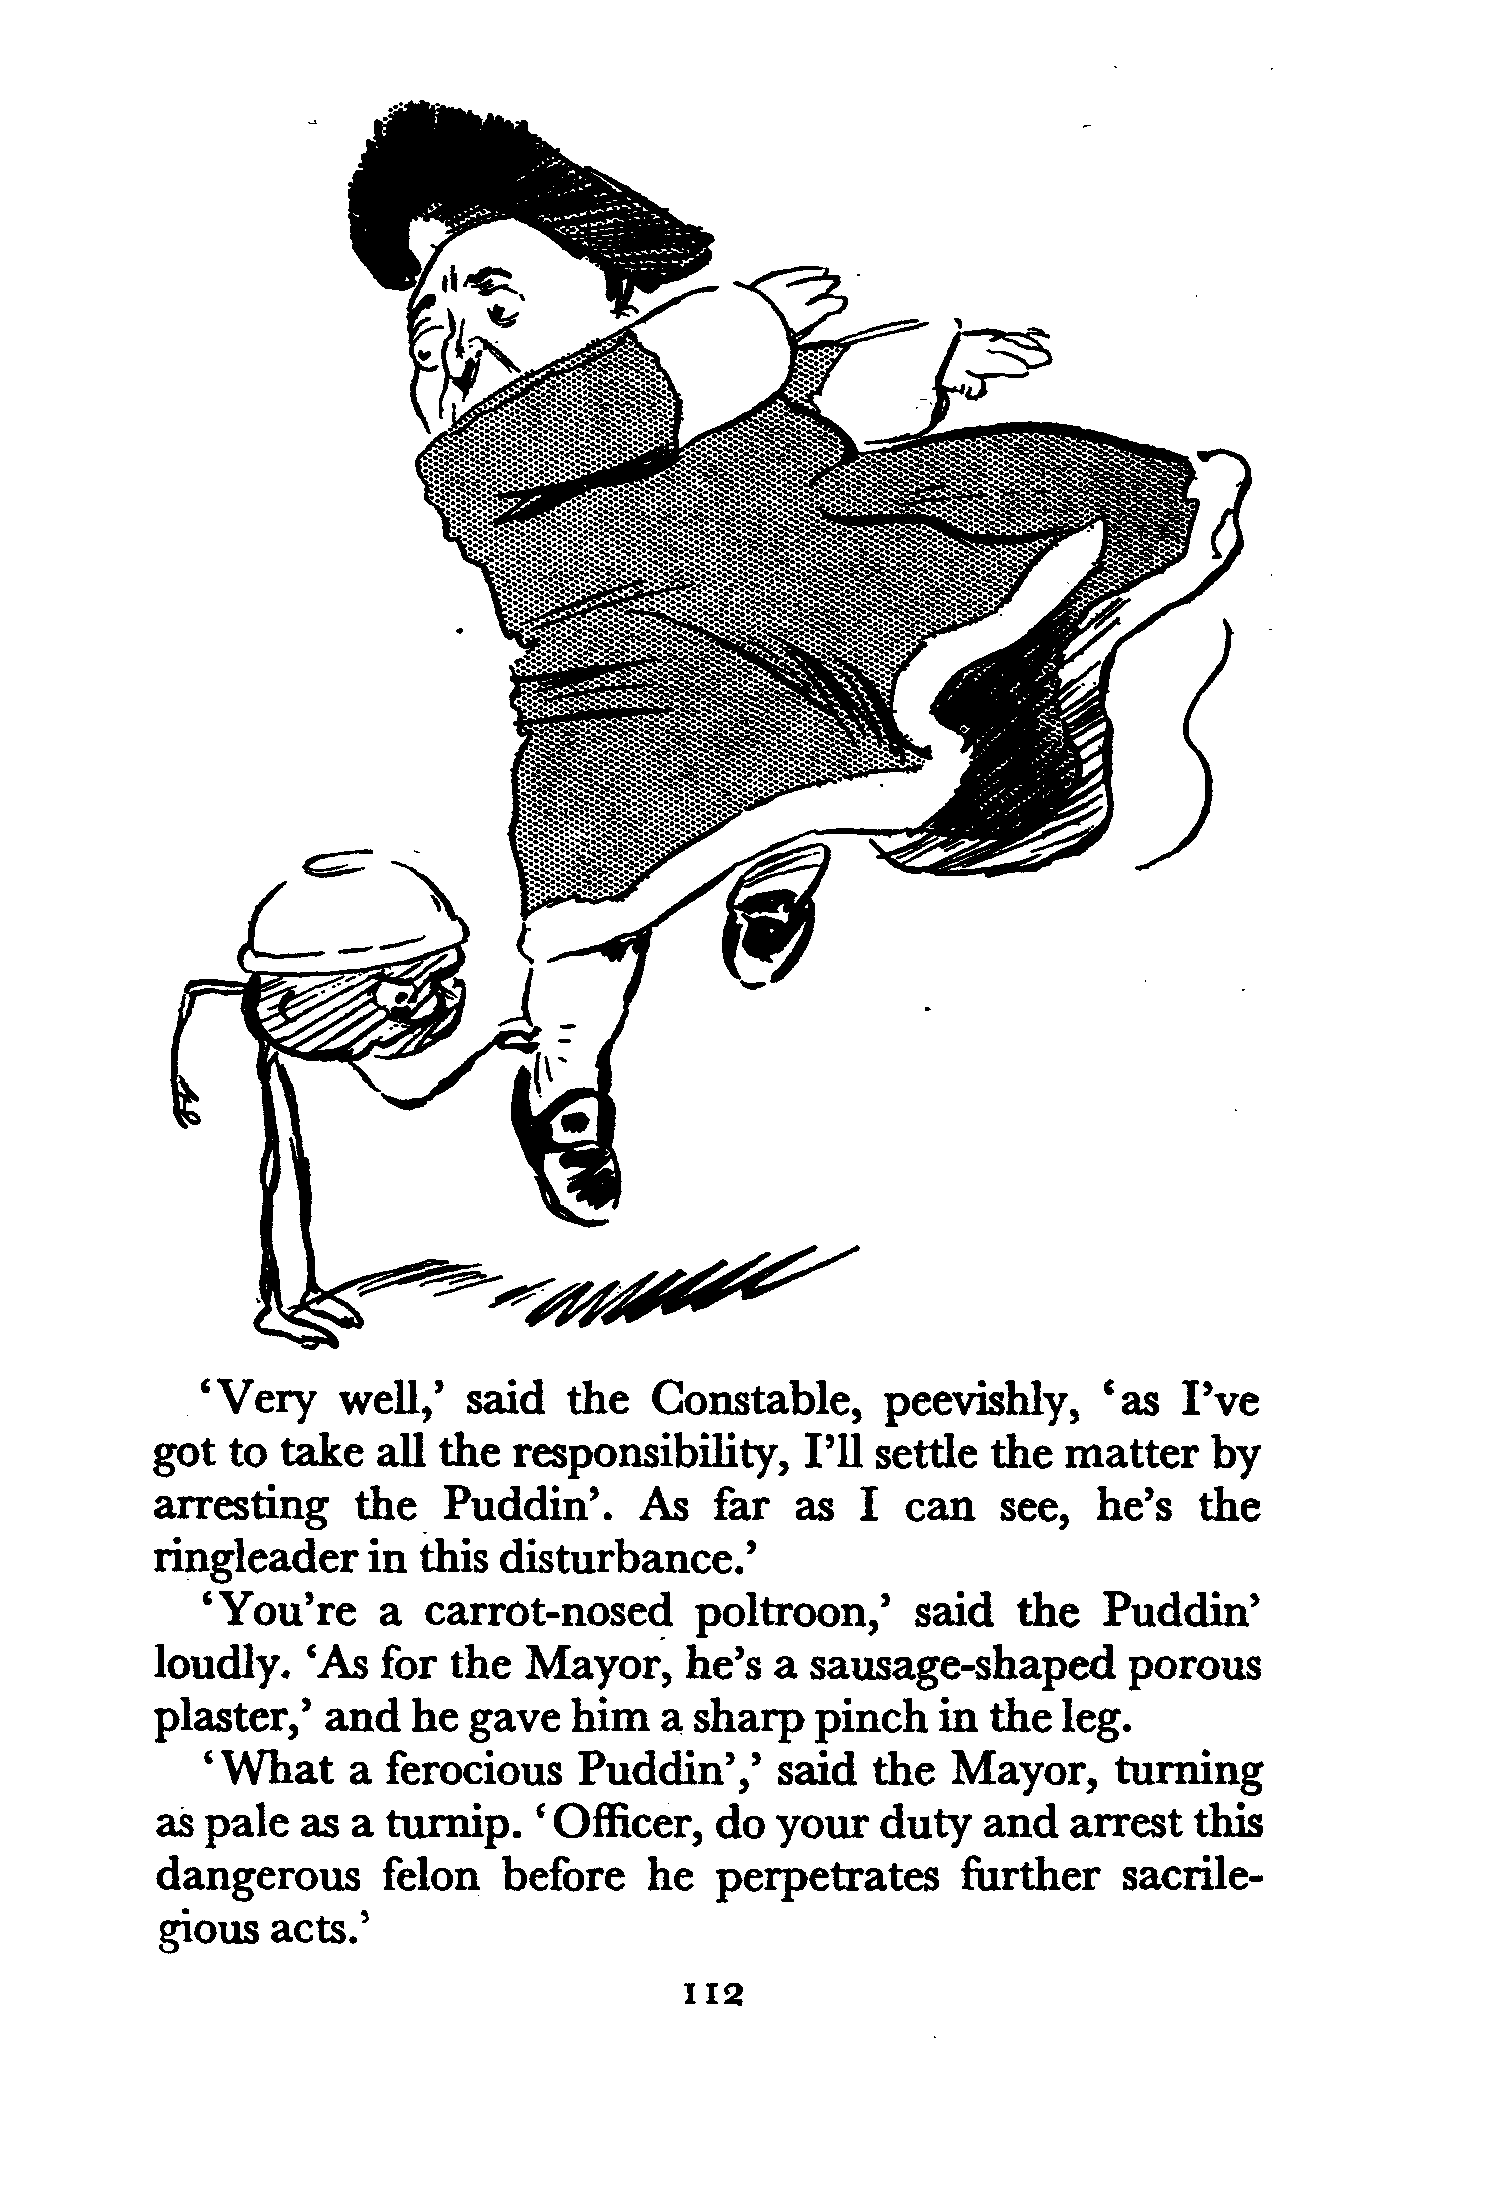 ‘Very well,’ said the Constable, peevishly, ‘as I’ve
got to take all the responsibility, I’ll settle the matter by
arresting the Puddin’. As far as I can see, he’s the
ringleader in this disturbance.’
‘You’re a carrot-nosed poltroon,’ said the Puddin’
loudly. ‘As for the Mayor, he’s a sausage-shaped porous
plaster,’ and he gave him a sharp pinch in the leg.
‘What a ferocious Puddin’,’ said the Mayor, turning
as pale as a turnip. ‘Officer, do your duty and arrest this
dangerous felon before he perpetrates further sacrile-
gious acts.’
112